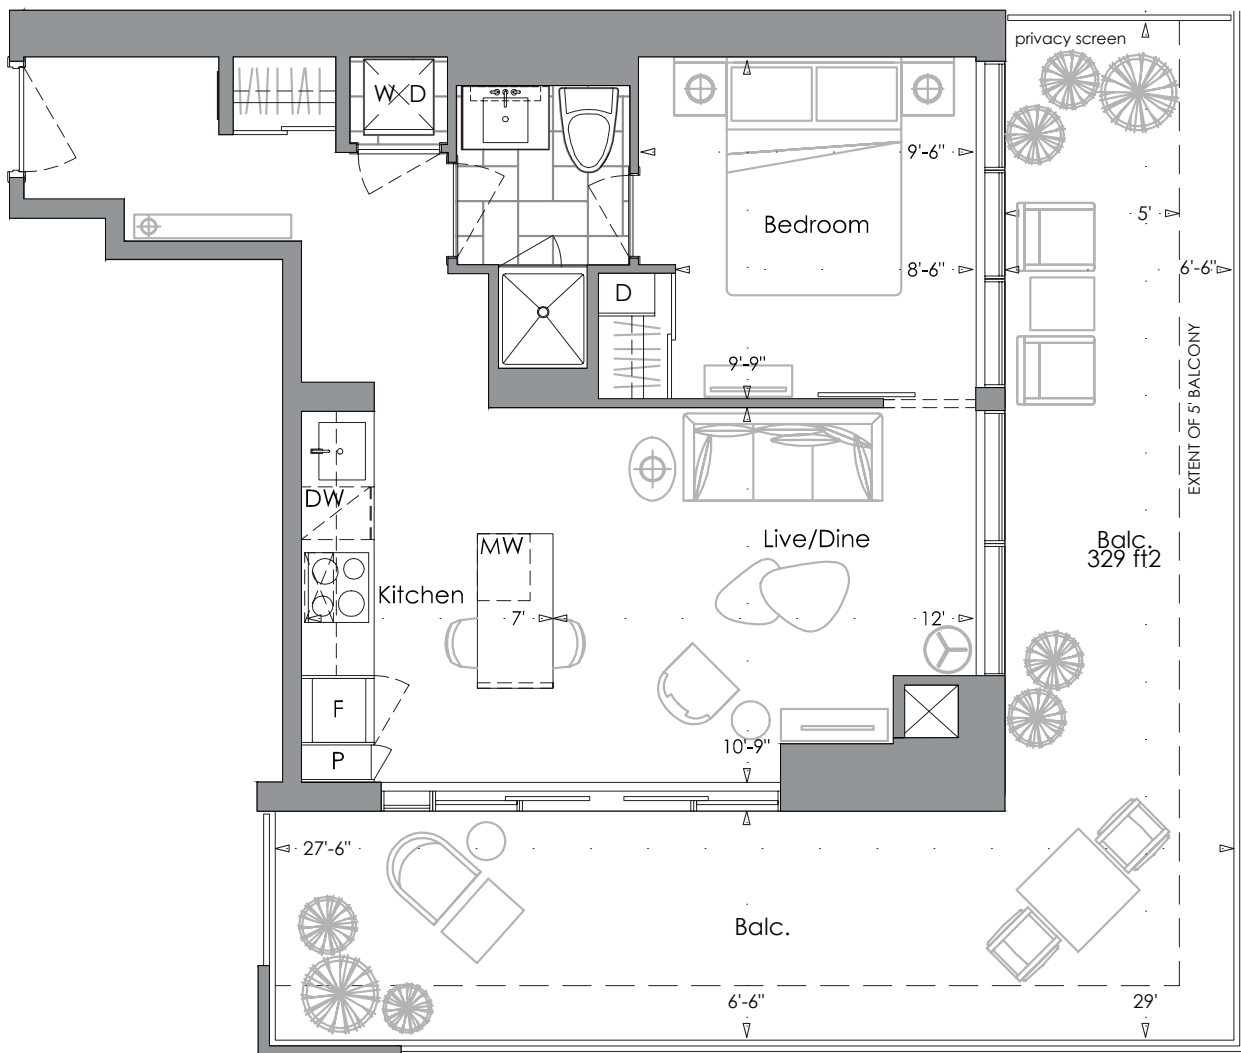 privacy screen
W D
9'-6"
5'
Bedroom
8'-6"
6'-6"
D
9'-9"
EXTENT OF 5' BALCONY
DW
MW
Live/Dine
Balc.
329 ft2
Kitchen
7'
12'
F
10'-9"
P
27'-6"
Balc.
6'-6"
29'